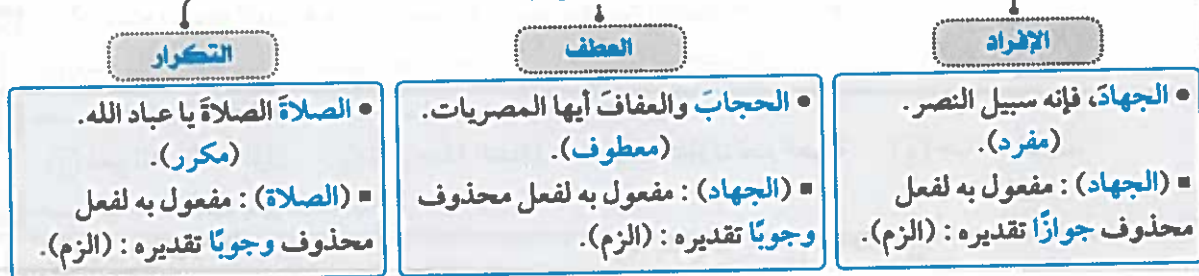 الإفراد
• الجهادَ، فإنه سبيل النصر.
(مفرد).
▪ (الجهاد) : مفعول به لفعل
محذوف جوازًا تقديره : (الزم).
العطف
• الحجابَ والعفافَ أيها المصريات.
(معطوف).
▪ (الجهاد) : مفعول به لفعل محذوف
وجوبًا تقديره : (الزم).
التكرار
• الصلاةَ الصلاةَ يا عباد الله.
(مكرر).
▪ (الصلاة) : مفعول به لفعل
محذوف وجوبًا تقديره : (الزم).